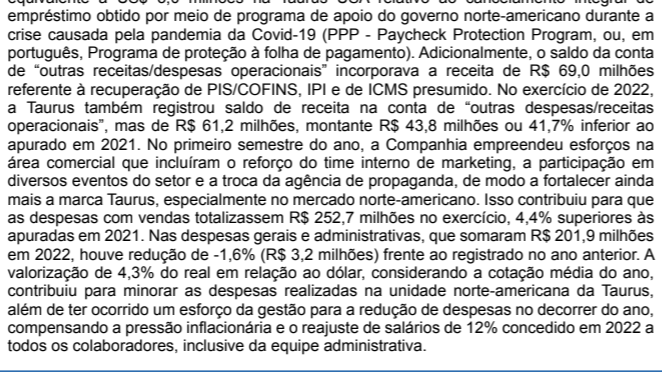 empréstimo obtido por meio de programa de apoio do governo norte-americano durante a
crise causada pela pandemia da Covid-19 (PPP - Paycheck Protection Program, ou, em
português, Programa de proteção à folha de pagamento). Adicionalmente, o saldo da conta
de “outras receitas/despesas operacionais” incorporava a receita de R$ 69,0 milhões
referente à recuperação de PIS/COFINS, IPI e de ICMS presumido. No exercício de 2022,
a Taurus também registrou saldo de receita na conta de “outras despesas/receitas
operacionais”, mas de R$ 61,2 milhões, montante R$ 43,8 milhões ou 41,7% inferior ao
apurado em 2021. No primeiro semestre do ano, a Companhia empreendeu esforços na
área comercial que incluíram o reforço do time interno de marketing, a participação em
diversos eventos do setor e a troca da agência de propaganda, de modo a fortalecer ainda
mais a marca Taurus, especialmente no mercado norte-americano. Isso contribuiu para que
as despesas com vendas totalizassem R$ 252,7 milhões no exercício, 4,4% superiores às
apuradas em 2021. Nas despesas gerais e administrativas, que somaram R$ 201,9 milhões
em 2022, houve redução de -1,6% (R$ 3,2 milhões) frente ao registrado no ano anterior. A
valorização de 4,3% do real em relação ao dólar, considerando a cotação média do ano,
contribuiu para minorar as despesas realizadas na unidade norte-americana da Taurus,
além de ter ocorrido um esforço da gestão para a redução de despesas no decorrer do ano,
compensando a pressão inflacionária e o reajuste de salários de 12% concedido em 2022 a
todos os colaboradores, inclusive da equipe administrativa.